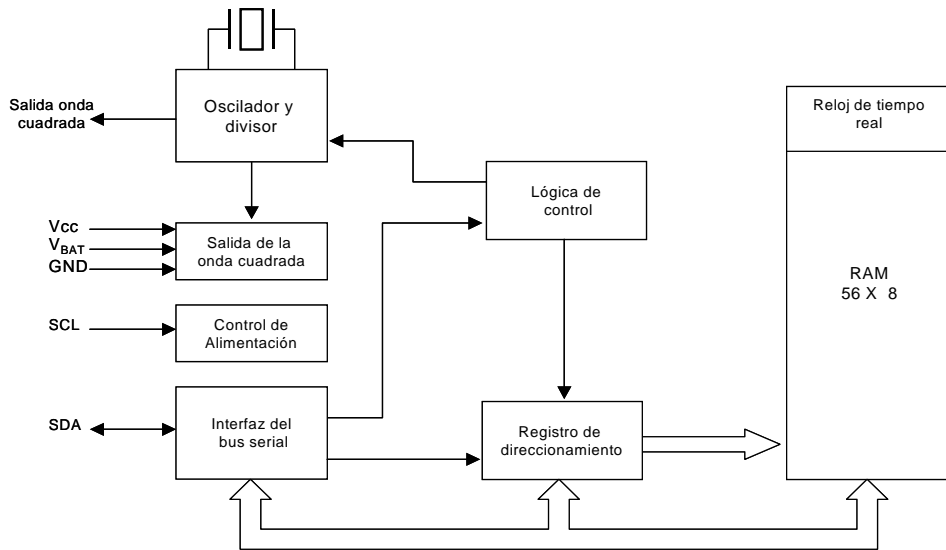 Salida onda
cuadrada
Oscilador y
divisor
Reloj de tiempo
real
Lógica de
control
Vcc
VBAT
GND
Salida de la
onda cuadrada
RAM
56 X 8
SCL
Control de
Alimentación
SDA
Interfaz del
bus serial
Registro de
direccionamiento